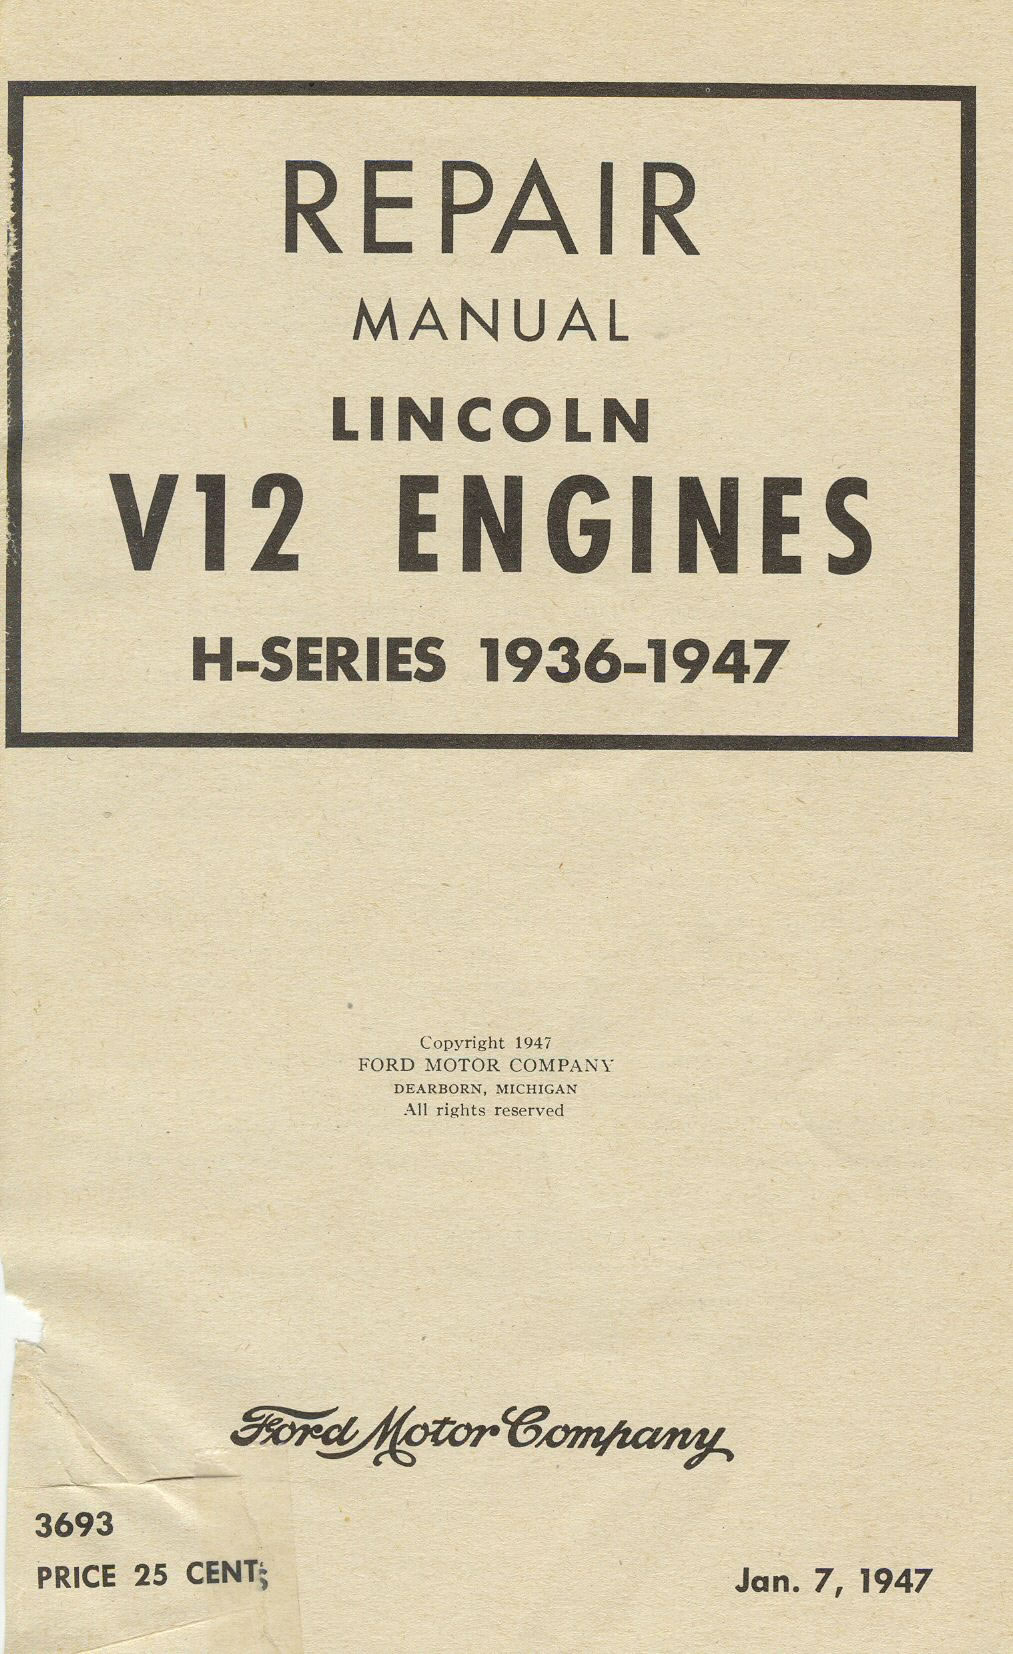 REPAIR
MANUAL
LINCOLN
V12 ENGINES
H-SERIES 1936-1947
Copyright 1947
FORD MOTOR COMPANY
DEARBORN, MICHIGAN
All rights reserved
Ford Motor Company
3693
PRICE 25 CENTS
Jan. 7, 1947